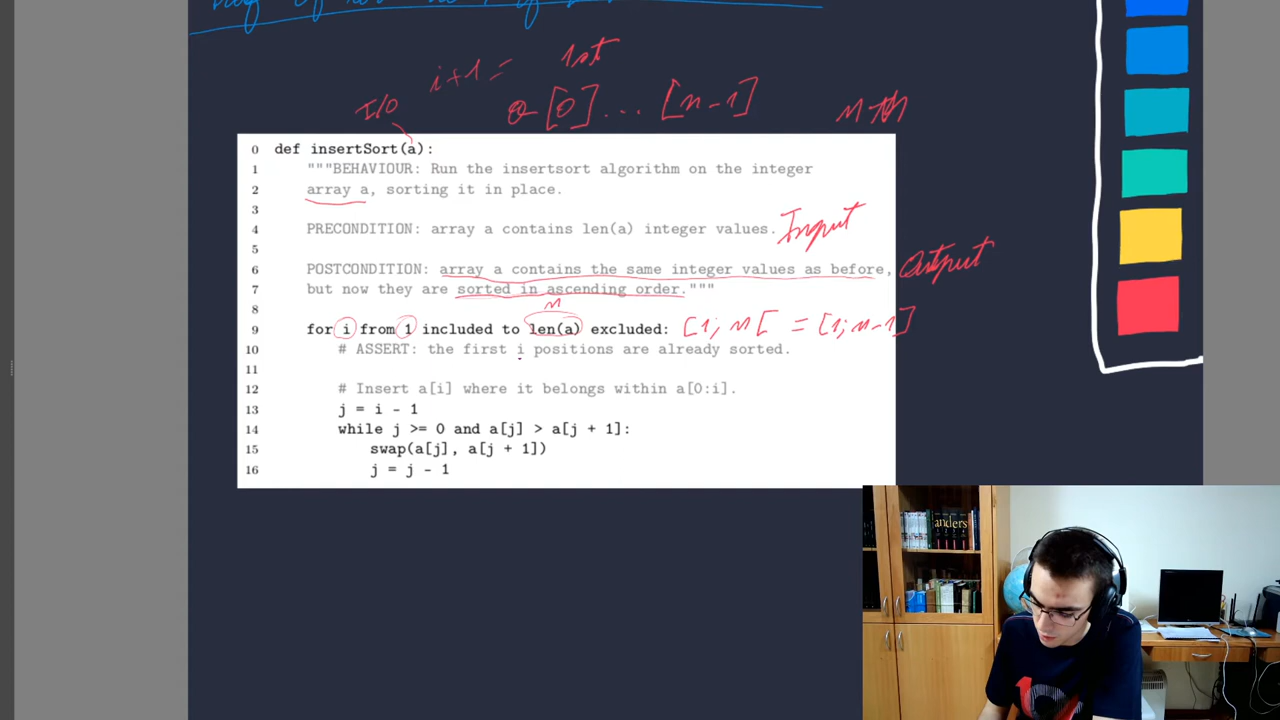 i+1 = 1st
I/O a[0]...[n-1] nth
0 def insertSort(a):
1 """BEHAVIOUR: Run the insertsort algorithm on the integer
2 array a, sorting it in place.
3
4 PRECONDITION: array a contains len(a) integer values. Input
5
6 POSTCONDITION: array a contains the same integer values as before, Output
7 but now they are sorted in ascending order."""
8 n
9 for i from 1 included to len(a) excluded: [1; n[ = [1; n-1]
10 # ASSERT: the first i positions are already sorted.
11
12 # Insert a[i] where it belongs within a[0:i].
13 j = i - 1
14 while j >= 0 and a[j] > a[j + 1]:
15 swap(a[j], a[j + 1])
16 j = j - 1
anders